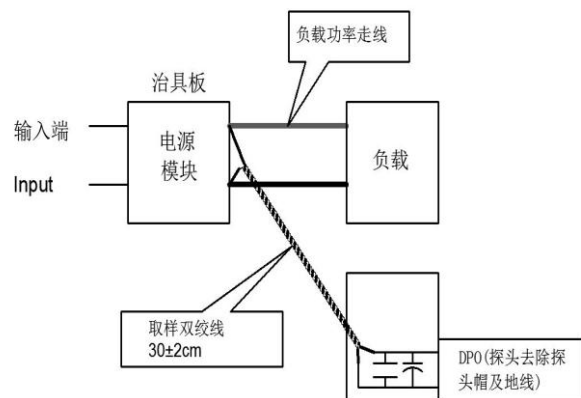 负载功率走线
治具板
输入端
Input
电源
模块
负载
取样双绞线
30±2cm
DPO(探头去除探
头帽及地线)